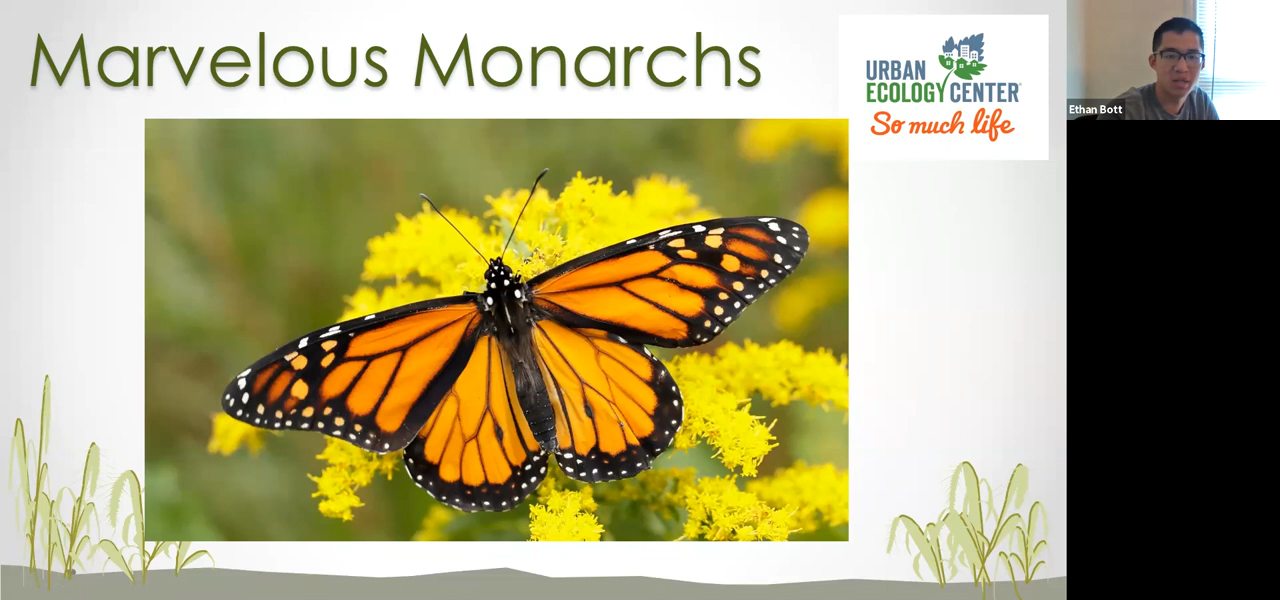 Marvelous Monarchs
URBAN
ECOLOGY CENTER
So much life
Ethan Bott